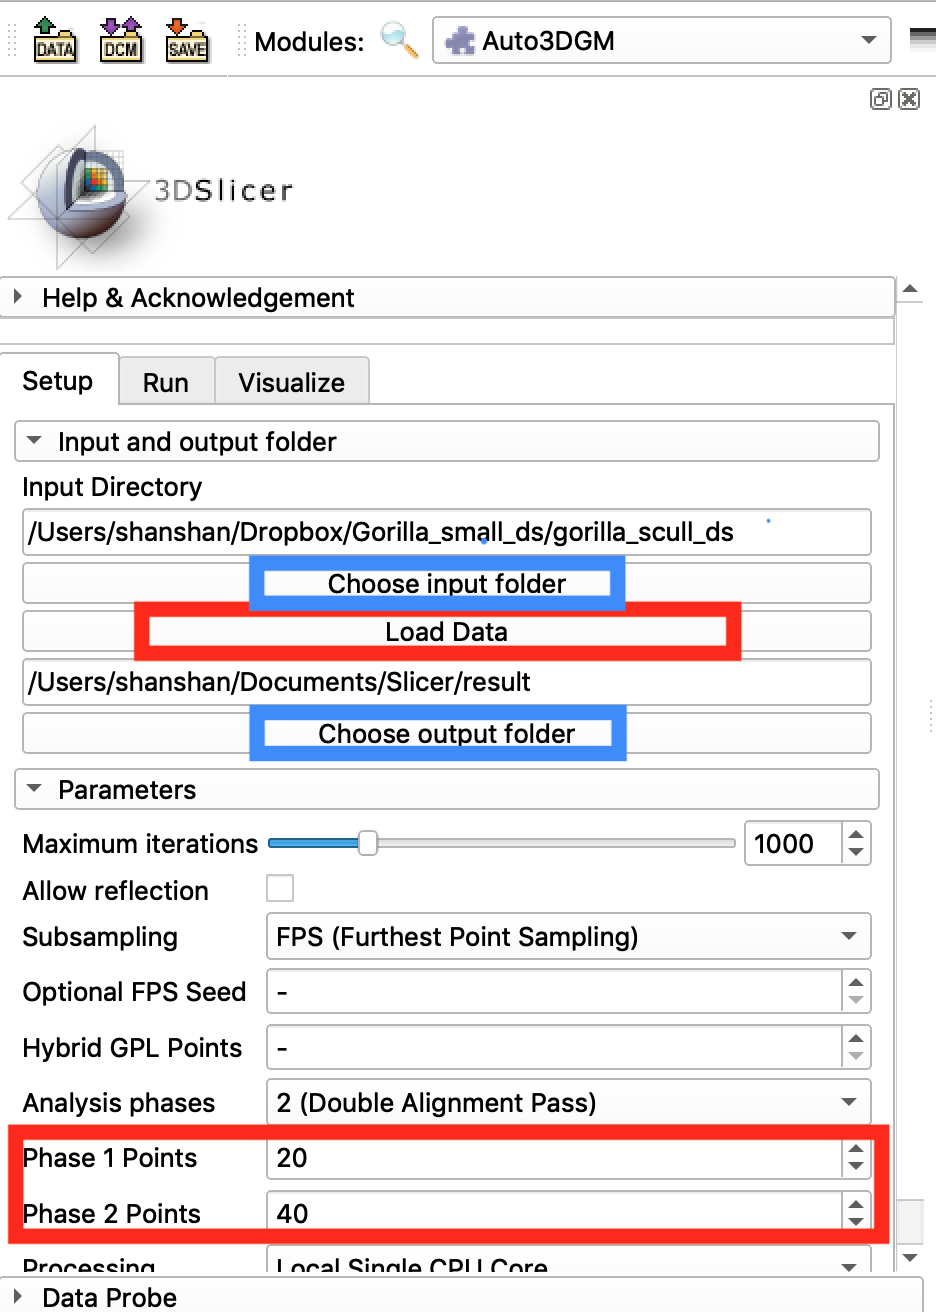 DATA DCM SAVE Modules: Auto3DGM
3DSlicer
Help & Acknowledgement
Setup Run Visualize
Input and output folder
Input Directory
/Users/shanshan/Dropbox/Gorilla_small_ds/gorilla_scull_ds
Choose input folder
Load Data
/Users/shanshan/Documents/Slicer/result
Choose output folder
Parameters
Maximum iterations 1000
Allow reflection
Subsampling FPS (Furthest Point Sampling)
Optional FPS Seed -
Hybrid GPL Points -
Analysis phases 2 (Double Alignment Pass)
Phase 1 Points 20
Phase 2 Points 40
Processing Local Single CPU Core
Data Probe